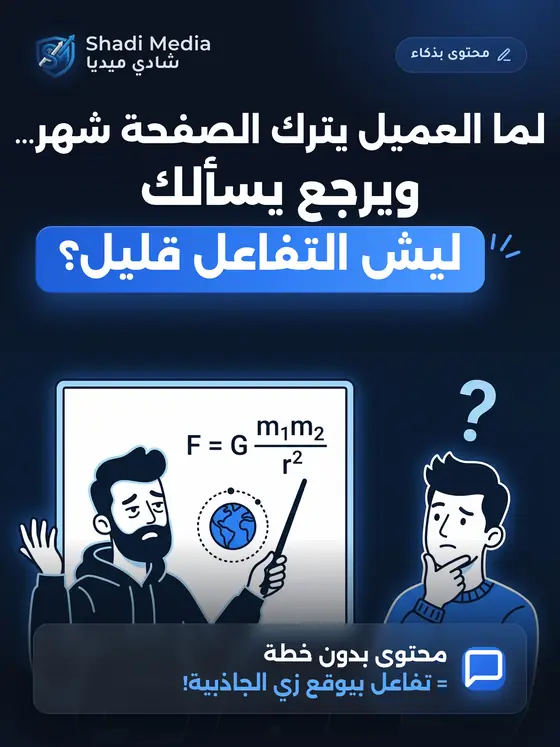 Shadi Media
شادي ميديا
محتوى بذكاء
لما العميل يترك الصفحة شهر...
ويرجع يسألك
ليش التفاعل قليل؟
F = G m₁m₂ / r²
?
محتوى بدون خطة
= تفاعل بيوقع زي الجاذبية!